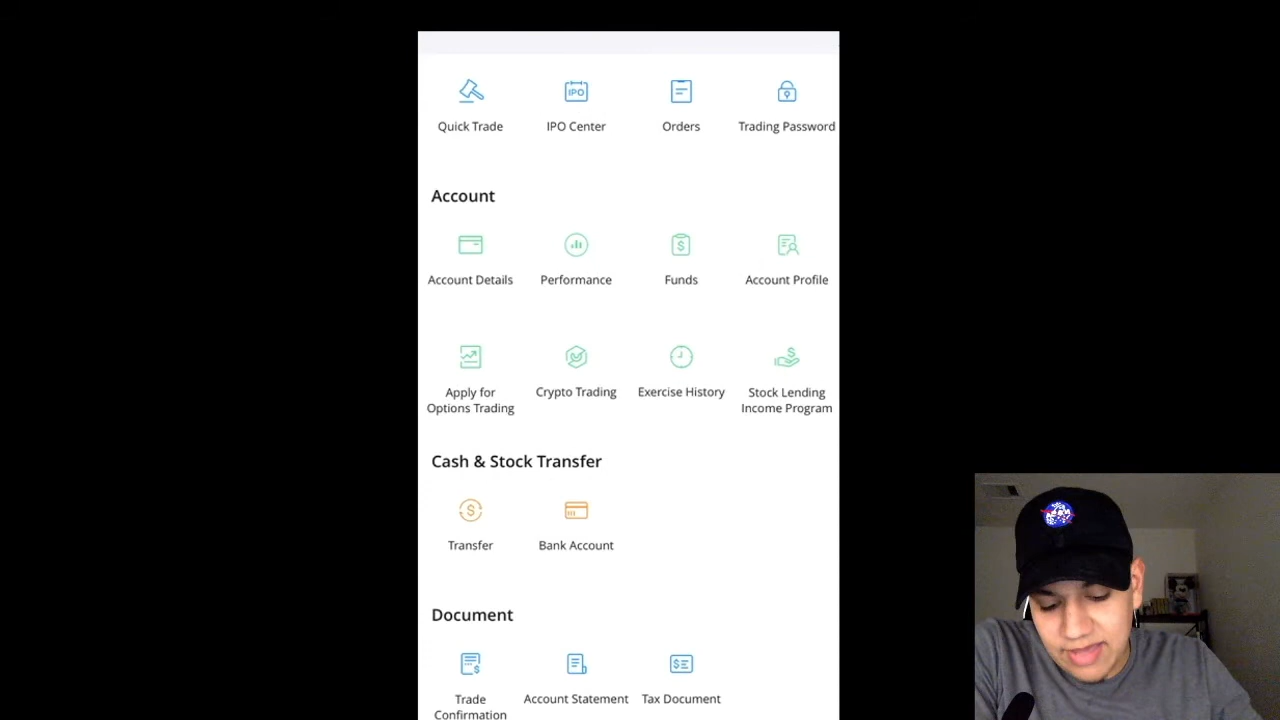 Quick Trade
IPO
IPO Center
Orders
Trading Password
Account
Account Details
Performance
Funds
Account Profile
Apply for
Options Trading
Crypto Trading
Exercise History
Stock Lending
Income Program
Cash & Stock Transfer
Transfer
Bank Account
Document
Trade
Confirmation
Account Statement
Tax Document